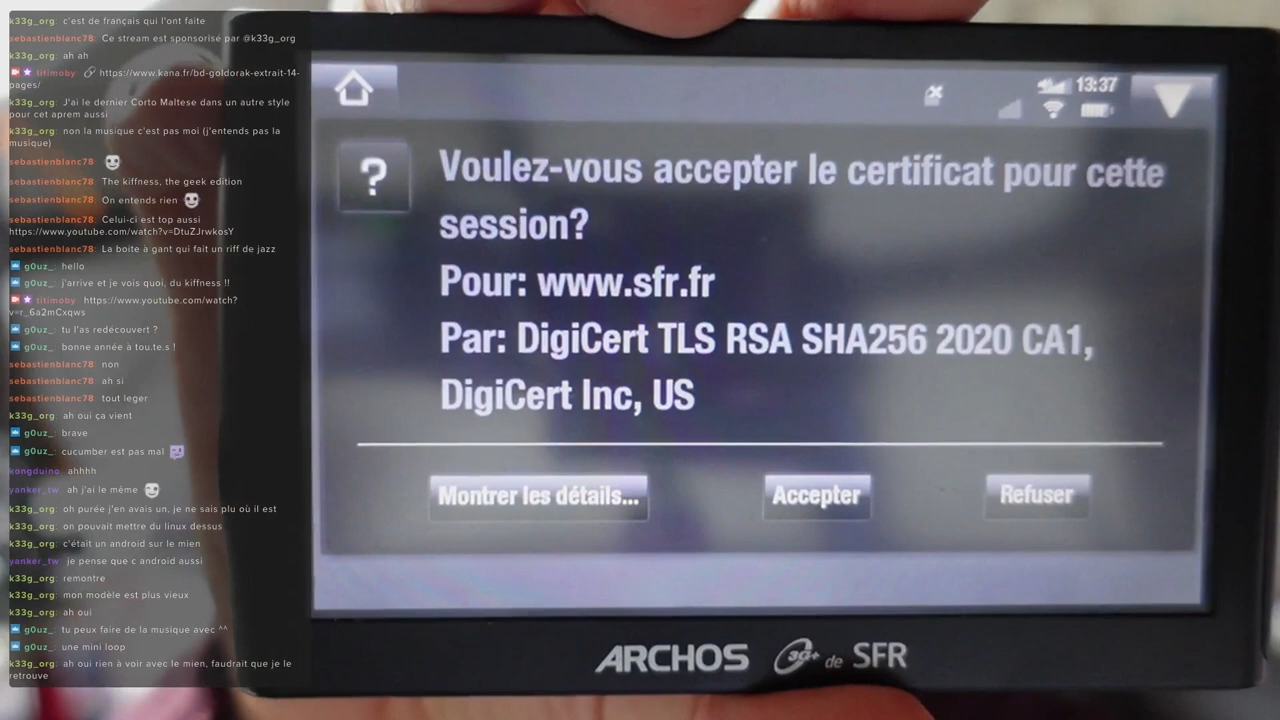 k33g_org: c'est de français qui l'ont faite
sebastienblanc78: Ce stream est sponsorisé par @k33g_org
k33g_org: ah ah
titimoby https://www.kana.fr/bd-goldorak-extrait-14-
pages/
k33g_org: J'ai le dernier Corto Maltese dans un autre style
pour cet aprem aussi
k33g_org: non la musique c'est pas moi (j'entends pas la
musique)
sebastienblanc78:
sebastienblanc78: The kiffness, the geek edition
sebastienblanc78: On entends rien
sebastienblanc78: Celui-ci est top aussi
https://www.youtube.com/watch?v=DtuZJrwkosY
sebastienblanc78: La boite à gant qui fait un riff de jazz
g0uz_: hello
g0uz_: j'arrive et je vois quoi, du kiffness !!
titimoby https://www.youtube.com/watch?
v=r_6a2mCxqws
g0uz_: tu l'as redécouvert ?
g0uz_: bonne année à tou.te.s !
sebastienblanc78 non
sebastienblanc78 ah si
sebastienblanc78 tout leger
k33g_org: ah oui ça vient
g0uz_: brave
g0uz_: cucumber est pas mal
kongduino ahhhh
yanker_tw ah j'ai le même
k33g_org: oh purée j'en avais un, je ne sais plu où il est
k33g_org: on pouvait mettre du linux dessus
k33g_org: c'était un android sur le mien
yanker_tw je pense que c android aussi
k33g_org: remontre
k33g_org: mon modèle est plus vieux
k33g_org: ah oui
g0uz_: tu peux faire de la musique avec ^^
g0uz_: une mini loop
k33g_org: ah oui rien à voir avec le mien, faudrait que je le
retrouve
13:37
?
Voulez-vous accepter le certificat pour cette
session?
Pour: www.sfr.fr
Par: DigiCert TLS RSA SHA256 2020 CA1,
DigiCert Inc, US
Montrer les détails... Accepter Refuser
ARCHOS 3G+ de SFR